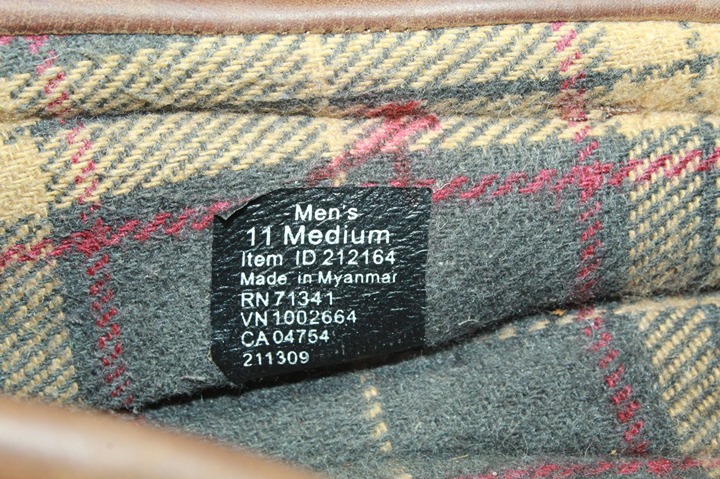 Men's
11 Medium
Item ID 212164
Made in Myanmar
RN 71341
VN 1002664
CA 04754
211309